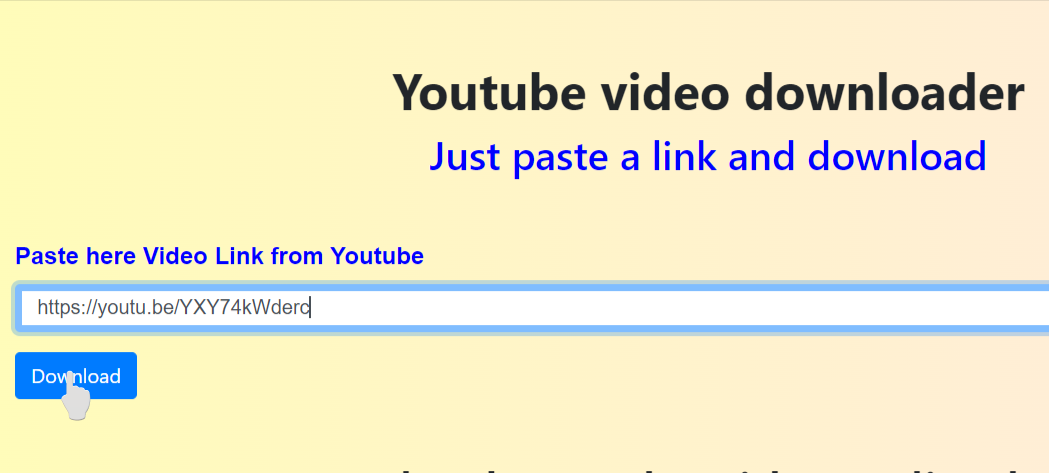 Youtube video downloader
Just paste a link and download
Paste here Video Link from Youtube
https://youtu.be/YXY74kWderc
Download